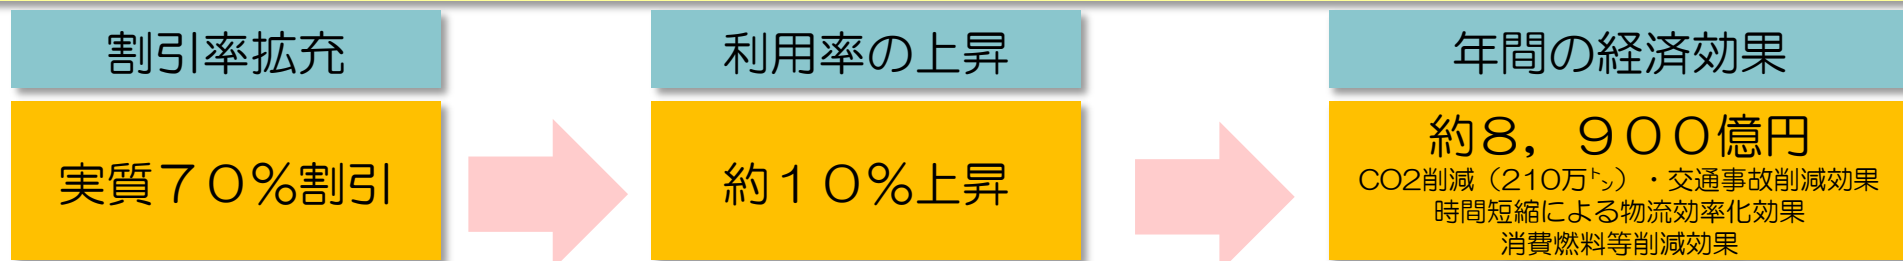 割引率拡充
実質７０％割引
利用率の上昇
約１０％上昇
年間の経済効果
約８，９００億円
CO2削減（210万㌧）・交通事故削減効果
時間短縮による物流効率化効果
消費燃料等削減効果